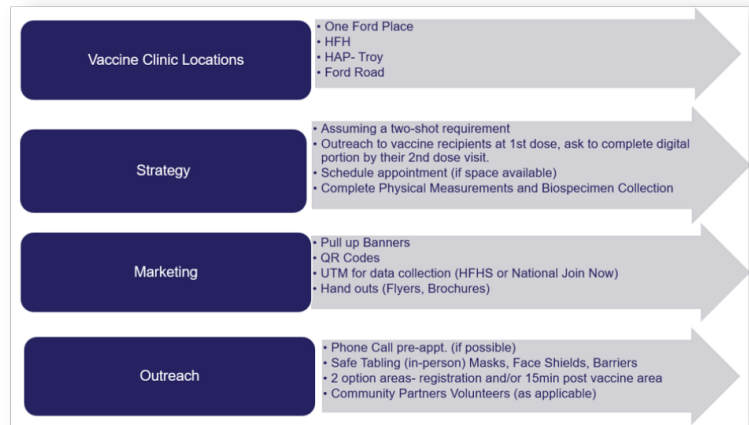 Vaccine Clinic Locations
• One Ford Place
• HFH
• HAP- Troy
• Ford Road
Strategy
• Assuming a two-shot requirement
• Outreach to vaccine recipients at 1st dose, ask to complete digital
portion by their 2nd dose visit.
• Schedule appointment (if space available)
• Complete Physical Measurements and Biospecimen Collection
Marketing
• Pull up Banners
• QR Codes
• UTM for data collection (HFHS or National Join Now)
• Hand outs (Flyers, Brochures)
Outreach
• Phone Call pre-appt. (if possible)
• Safe Tabling (in-person) Masks, Face Shields, Barriers
• 2 option areas- registration and/or 15min post vaccine area
• Community Partners Volunteers (as applicable)